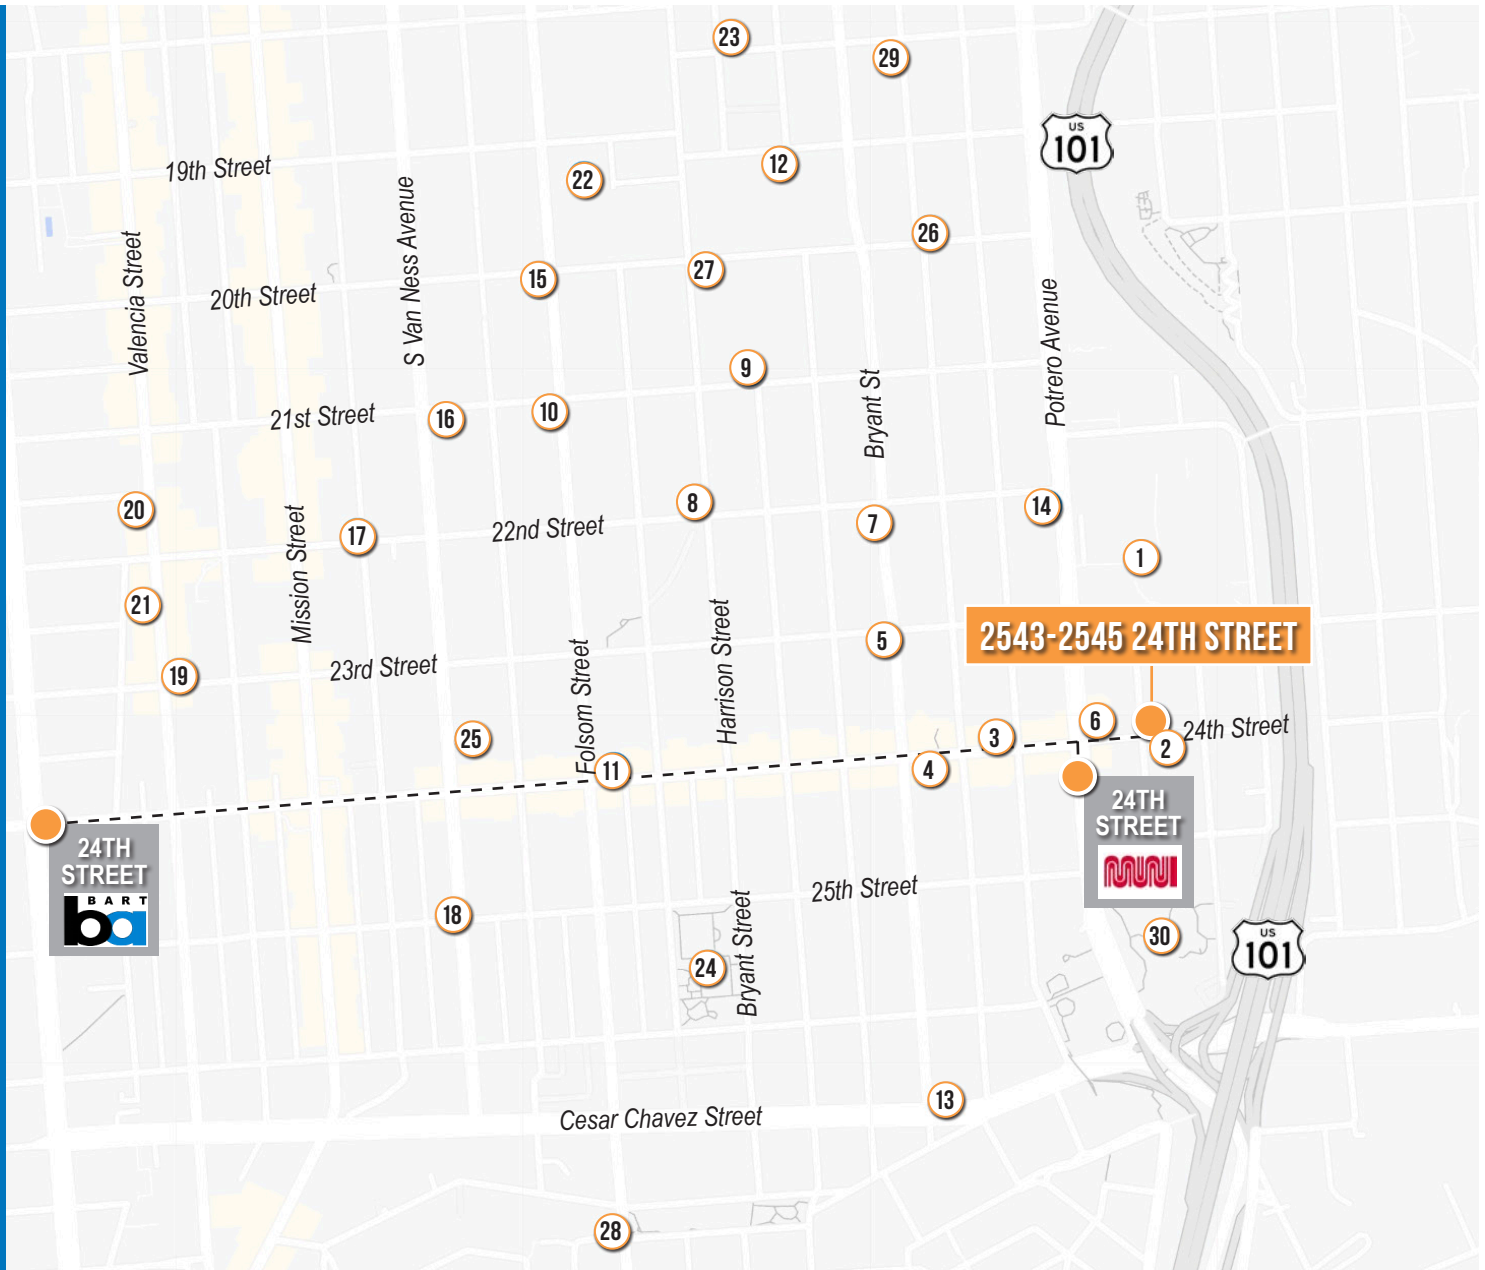 23
29
US
101
19th Street
22
12
S Van Ness Avenue
Valencia Street
26
27
15
20th Street
Potrero Avenue
9
Bryant St
21st Street
16
10
20
8
14
7
22nd Street
17
Mission Street
1
21
2543-2545 24TH STREET
5
Harrison Street
Folsom Street
23rd Street
19
6
24th Street
2
3
25
4
11
24TH
STREET
MUNI
24TH
STREET
BART
ba
25th Street
18
Bryant Street
30
US
101
24
13
Cesar Chavez Street
28